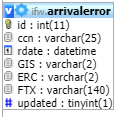 v ifw.arrivalerror
id : int(11)
ccn : varchar(25)
rdate : datetime
GIS : varchar(2)
ERC : varchar(2)
FTX : varchar(140)
# updated : tinyint(1)